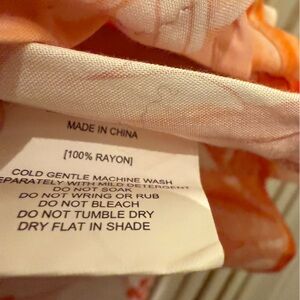 MADE IN CHINA
[100% RAYON]
COLD GENTLE MACHINE WASH
EPARATELY WITH MILD DETERGENT
DO NOT SOAK
DO NOT WRING OR RUB
DO NOT BLEACH
DO NOT TUMBLE DRY
DRY FLAT IN SHADE